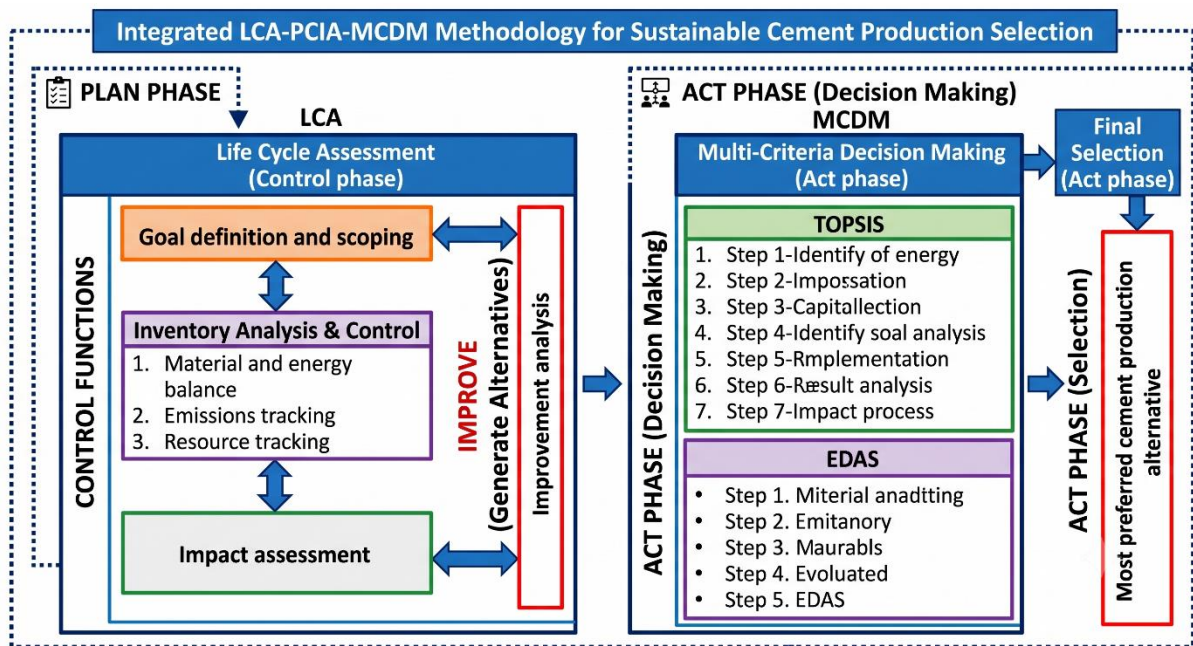 Integrated LCA-PCIA-MCDM Methodology for Sustainable Cement Production Selection
PLAN PHASE
LCA
Life Cycle Assessment
(Control phase)
CONTROL FUNCTIONS
Goal definition and scoping
Inventory Analysis & Control
1. Material and energy
balance
2. Emissions tracking
3. Resource tracking
Impact assessment
IMPROVE
(Generate Alternatives)
Improvement analysis
ACT PHASE (Decision Making)
MCDM
ACT PHASE (Decision Making)
Multi-Criteria Decision Making
(Act phase)
TOPSIS
1. Step 1-Identify of energy
2. Step 2-Impossation
3. Step 3-Capitallection
4. Step 4-Identify soal analysis
5. Step 5-Rmplementation
6. Step 6-Ræsult analysis
7. Step 7-Impact process
EDAS
• Step 1. Miterial anadtting
• Step 2. Emitanory
• Step 3. Maurabls
• Step 4. Evoluated
• Step 5. EDAS
Final
Selection
(Act phase)
ACT PHASE (Selection)
Most preferred cement production
alternative